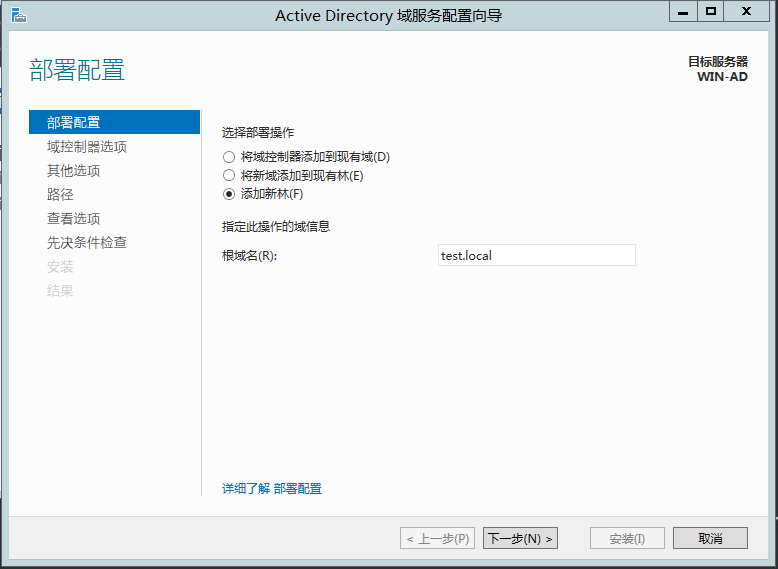 Active Directory 域服务配置向导
部署配置
目标服务器
WIN-AD
部署配置
域控制器选项
其他选项
路径
查看选项
先决条件检查
安装
结果
选择部署操作
将域控制器添加到现有域(D)
将新域添加到现有林(E)
添加新林(F)
指定此操作的域信息
根域名(R): test.local
详细了解 部署配置
< 上一步(P) 下一步(N) > 安装(I) 取消